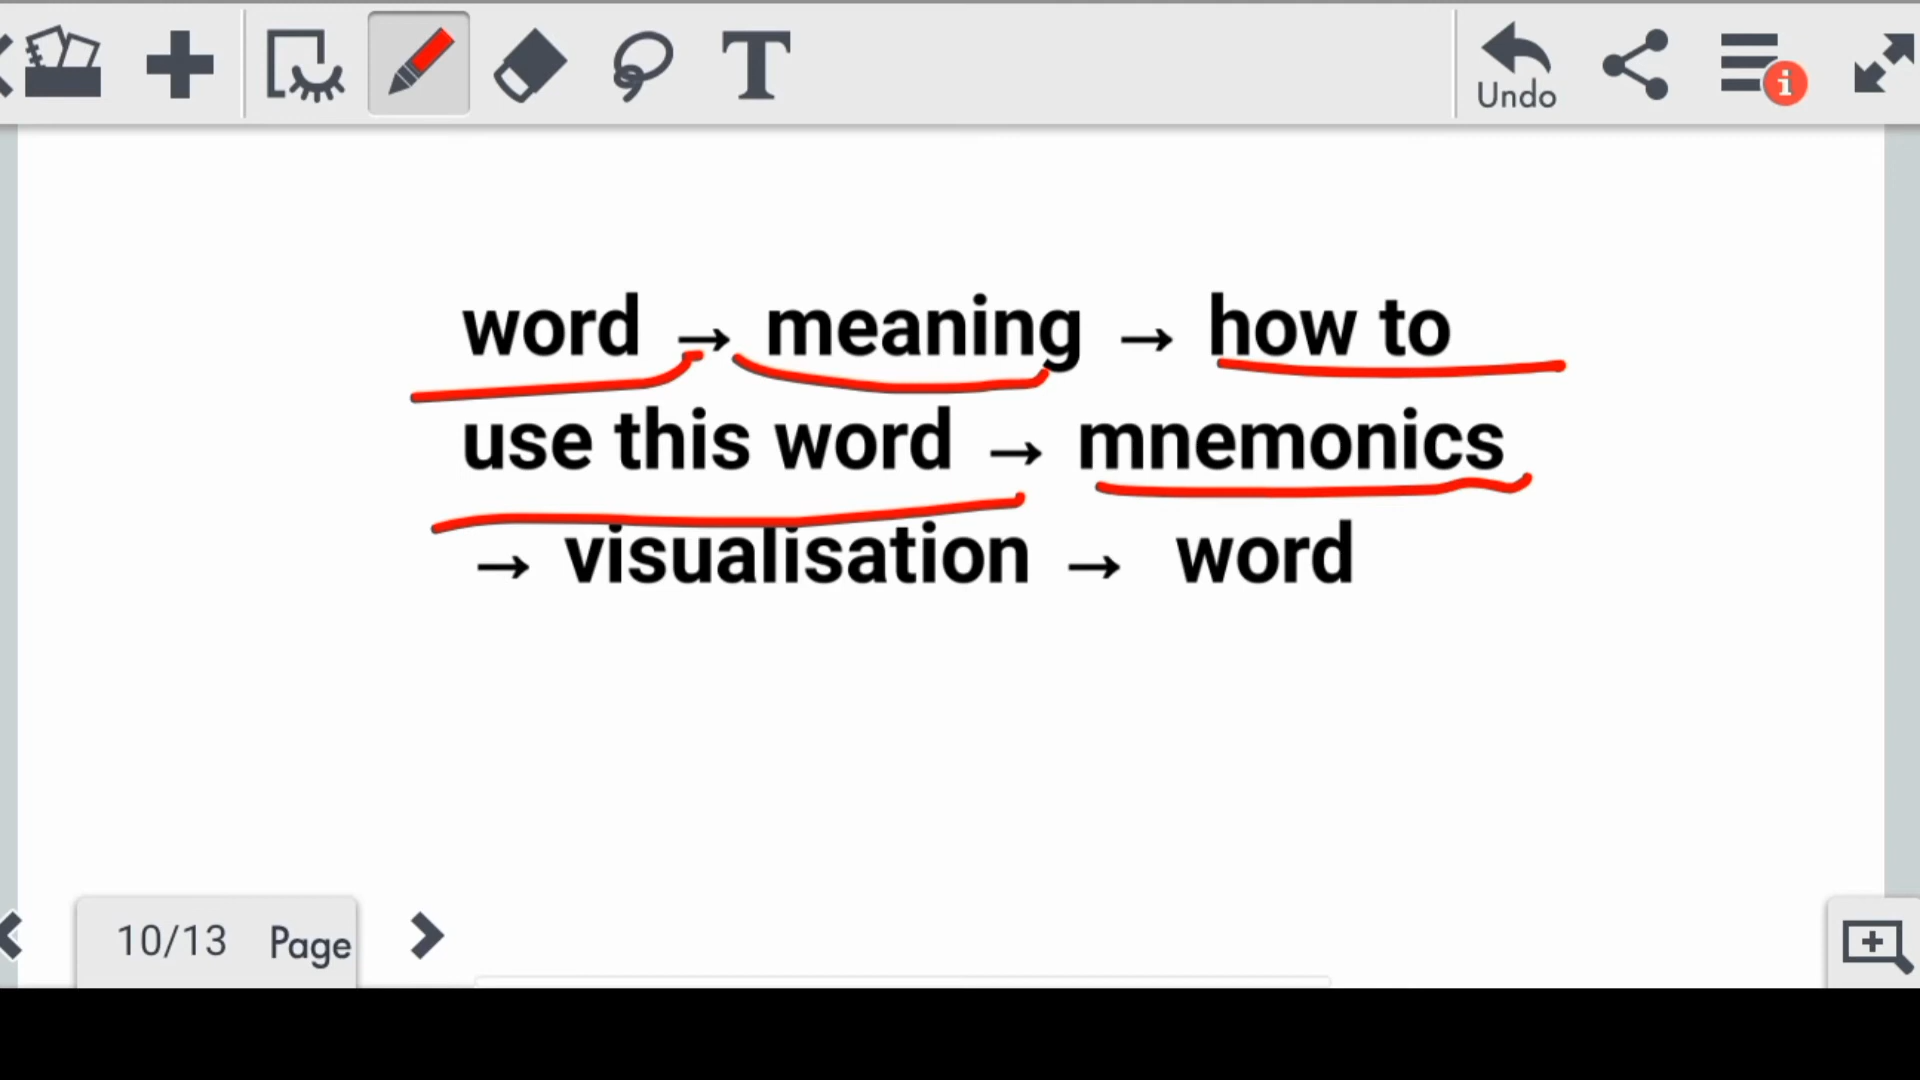 Undo
word → meaning → how to
use this word → mnemonics
→ visualisation → word
10/13 Page